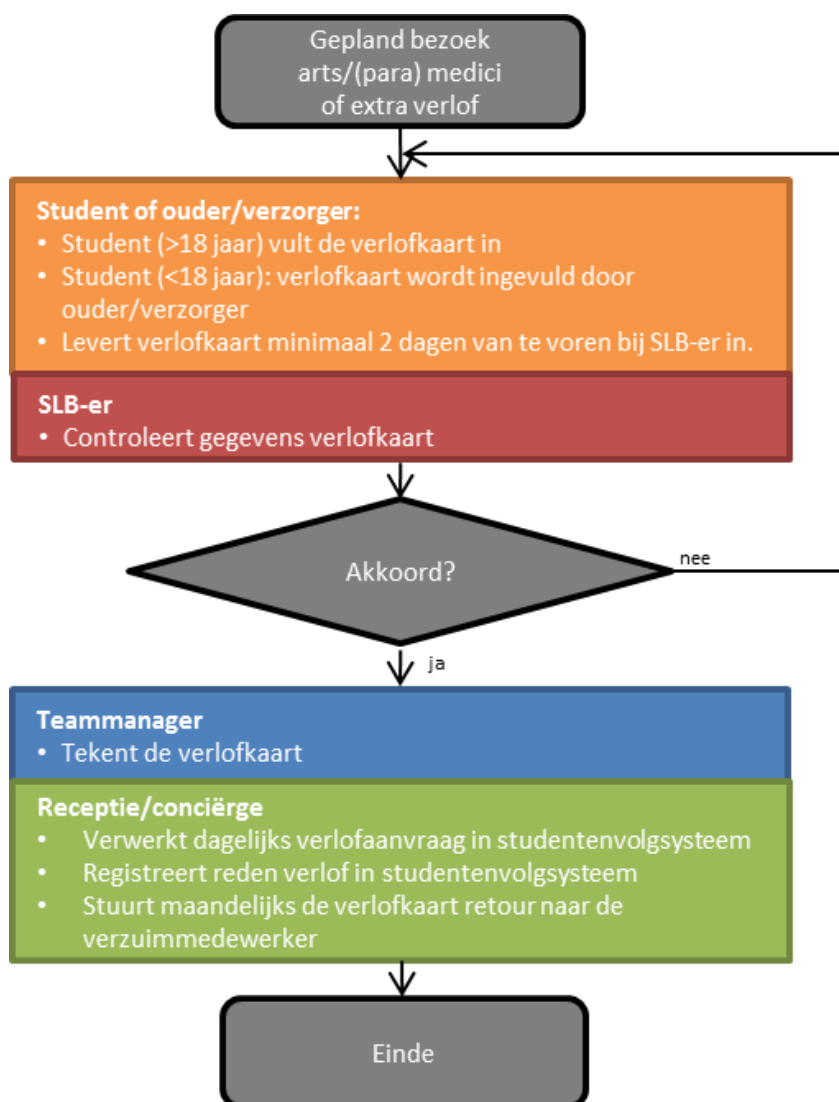 Gepland bezoek
arts/(para) medici
of extra verlof
Student of ouder/verzorger:
• Student (>18 jaar) vult de verlofkaart in
• Student (<18 jaar): verlofkaart wordt ingevuld door
ouder/verzorger
• Levert verlofkaart minimaal 2 dagen van te voren bij SLB-er in.
SLB-er
• Controleert gegevens verlofkaart
Akkoord?
nee
ja
Teammanager
• Tekent de verlofkaart
Receptie/conciërge
• Verwerkt dagelijks verlofaanvraag in studentenvolgsysteem
• Registreert reden verlof in studentenvolgsysteem
• Stuurt maandelijks de verlofkaart retour naar de
verzuimmedewerker
Einde